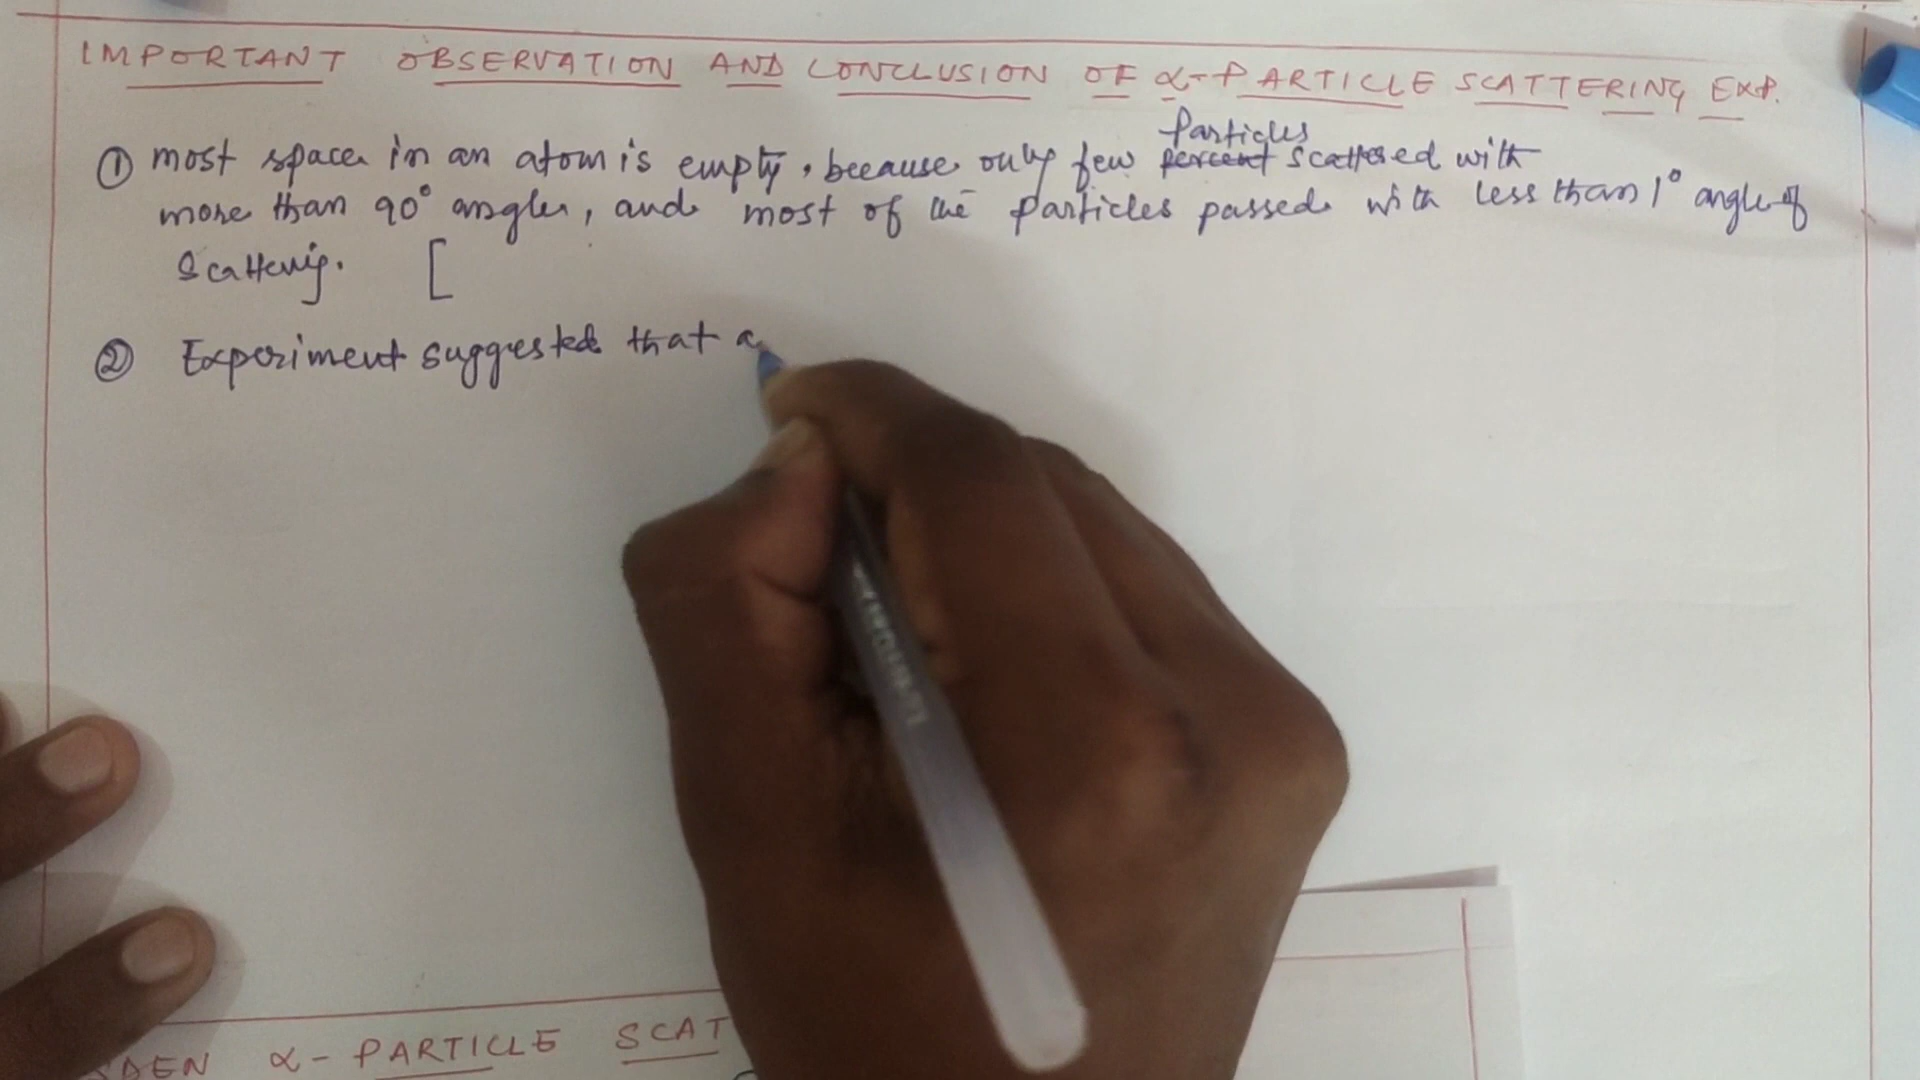 IMPORTANT OBSERVATION AND CONCLUSION OF α-PARTICLE SCATTERING EXP.
Particles
① most space in an atom is empty, because only few percent scattered with
more than 90° angle, and most of the particles passed with less than 1° angle of
scattering. [
② Experiment suggested that a
DEN α-PARTICLE SCAT